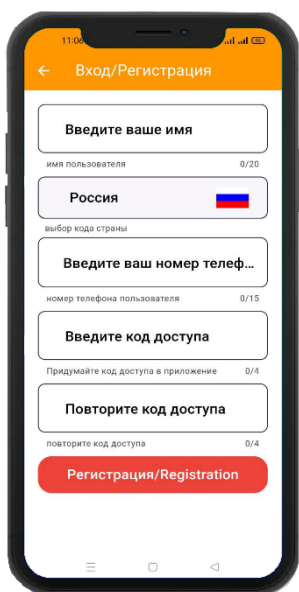 11:06
Вход/Регистрация
Введите ваше имя
имя пользователя 0/20
Россия
выбор кода страны
Введите ваш номер телеф...
номер телефона пользователя 0/15
Введите код доступа
Придумайте код доступа в приложение 0/4
Повторите код доступа
повторите код доступа 0/4
Регистрация/Registration